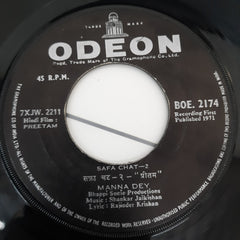 TRADE MARK
ODEON
Regd. Trade Mark of The Gramophone Co. Ltd
45 R.P.M.
7XJW. 2211
Hindi Film :
PREETAM
BOE. 2174
Recording First
Published 1971
SAFA CHAT—2
सफ़ा चट - २ - "प्रीतम"
MANNA DEY
Bhappi Sonie Productions
Music : Shankar Jaikishan
Lyric : Rajinder Krishan